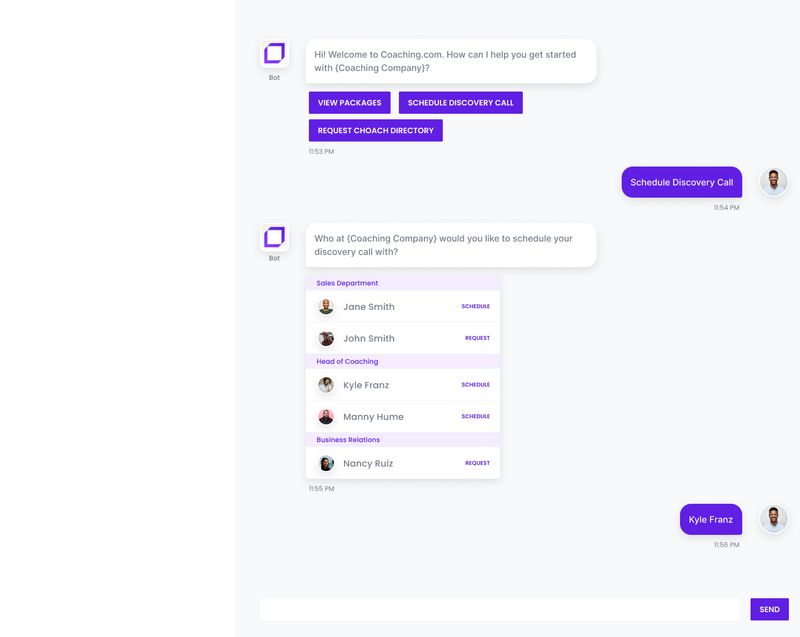 Hi! Welcome to Coaching.com. How can I help you get started
with {Coaching Company}?
Bot
VIEW PACKAGES
SCHEDULE DISCOVERY CALL
REQUEST CHOACH DIRECTORY
11:53 PM
Schedule Discovery Call
11:54 PM
Who at {Coaching Company} would you like to schedule your
discovery call with?
Bot
Sales Department
Jane Smith SCHEDULE
John Smith REQUEST
Head of Coaching
Kyle Franz SCHEDULE
Manny Hume SCHEDULE
Business Relations
Nancy Ruiz REQUEST
11:55 PM
Kyle Franz
11:56 PM
SEND